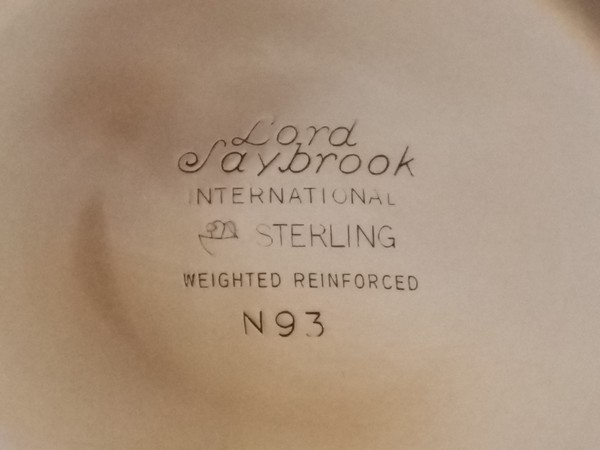 Lord
Saybrook
INTERNATIONAL
STERLING
WEIGHTED REINFORCED
N93